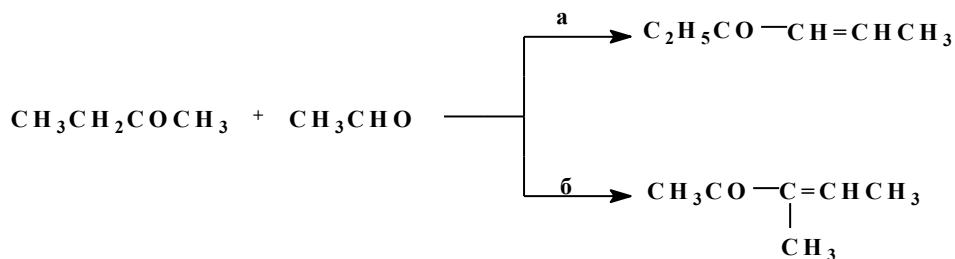 а
C₂H₅CO—CH=CHCH₃
CH₃CH₂COCH₃ + CH₃CHO
б
CH₃CO—C=CHCH₃
CH₃